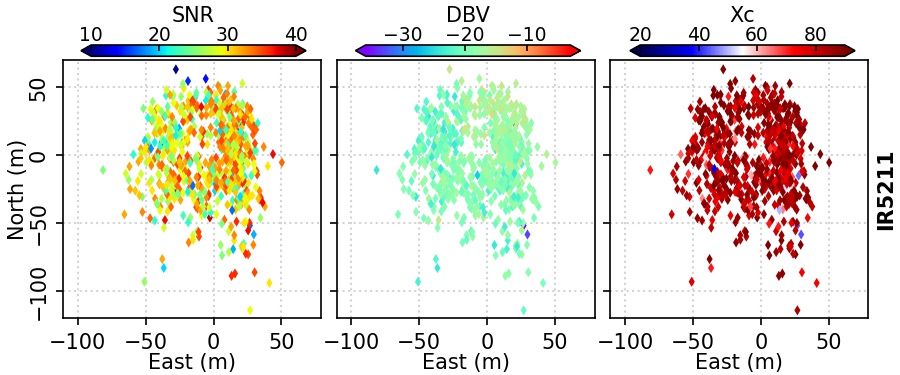 SNR DBV Xc
10 20 30 40 −30 −20 −10 20 40 60 80
50
0
−50
−100
North (m)
IR5211
−100 −50 0 50 −100 −50 0 50 −100 −50 0 50
East (m) East (m) East (m)